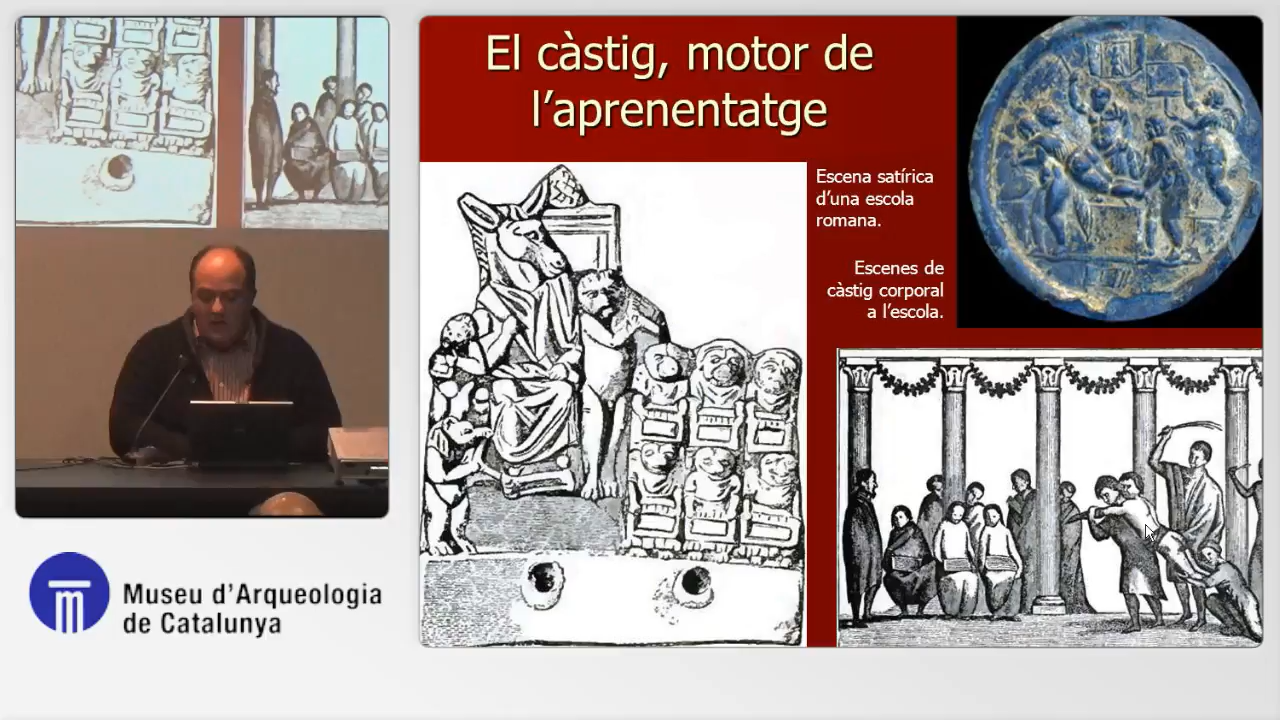 El càstig, motor de
l’aprenentatge
Escena satírica
d’una escola
romana.
Escenes de
càstig corporal
a l’escola.
Museu d’Arqueologia
de Catalunya